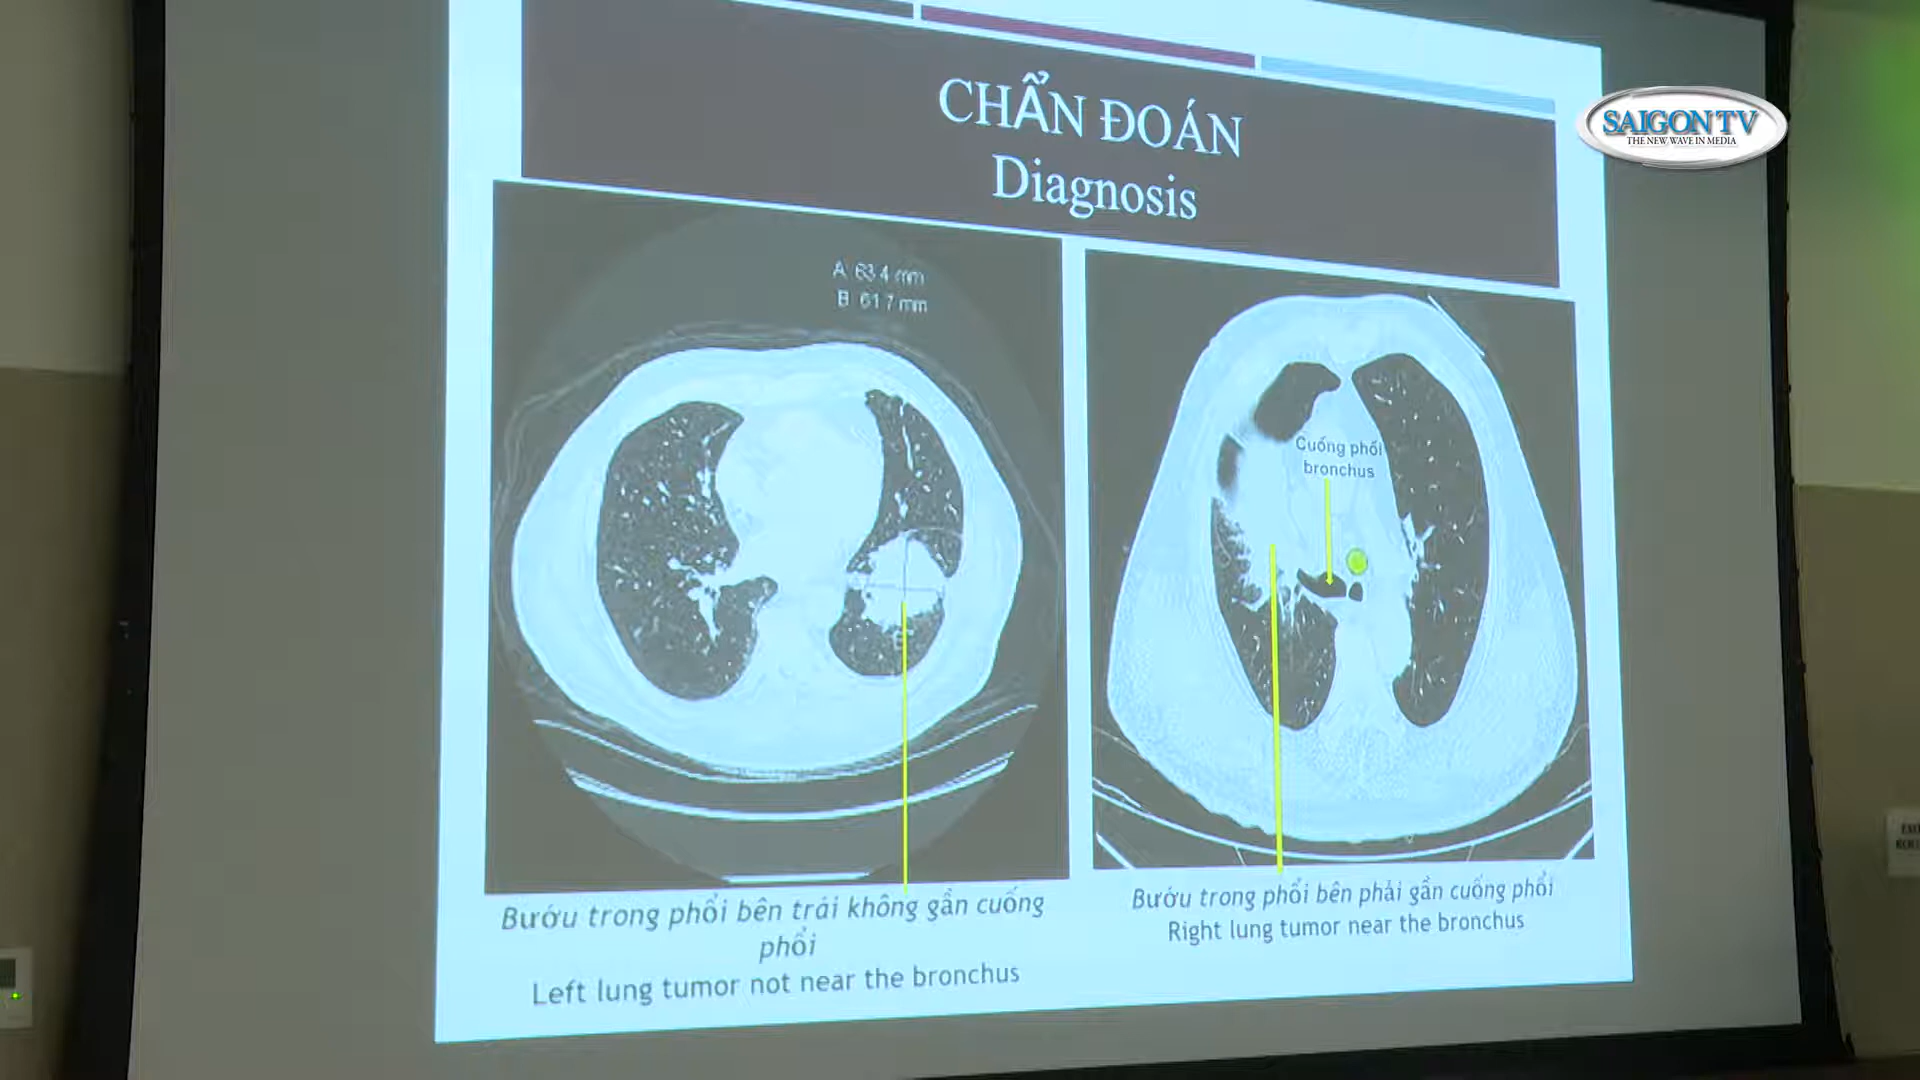 CHẨN ĐOÁN
Diagnosis
SAIGON TV
THE NEW WAVE IN MEDIA
A 63.4 mm
B 61.7 mm
Cuống phổi
bronchus
Bướu trong phổi bên trái không gần cuống
phổi
Left lung tumor not near the bronchus
Bướu trong phổi bên phải gần cuống phổi
Right lung tumor near the bronchus